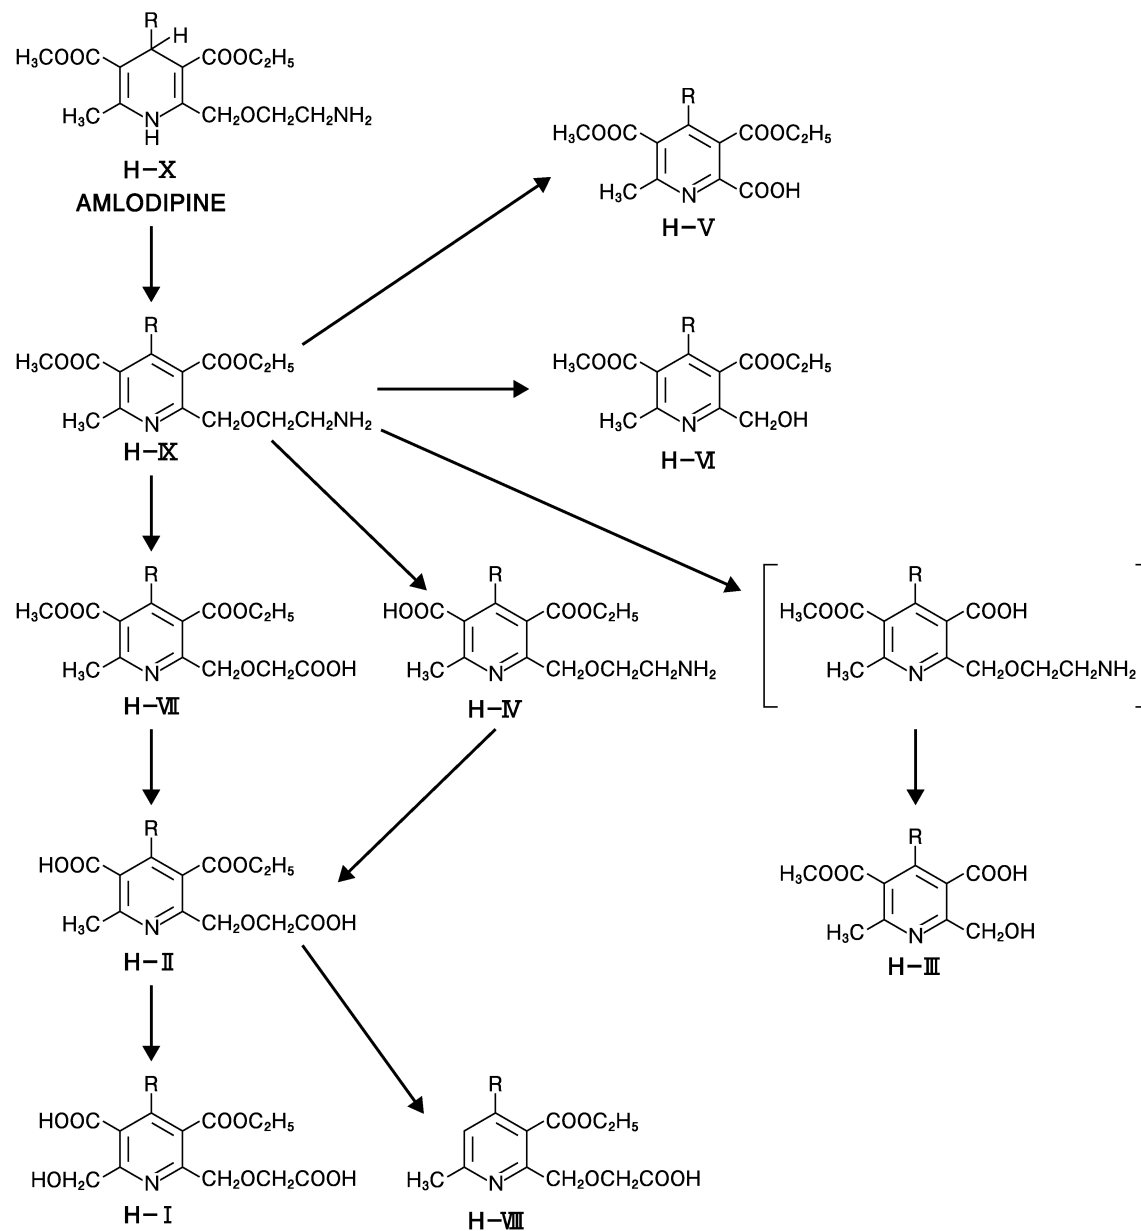 R
H
H₃COOC
COOC₂H₅
H₃C
N
H
CH₂OCH₂CH₂NH₂
H-Ⅹ
AMLODIPINE
R
H₃COOC
COOC₂H₅
H₃C
N
COOH
H-Ⅴ
R
H₃COOC
COOC₂H₅
H₃C
N
CH₂OCH₂CH₂NH₂
H-Ⅸ
R
H₃COOC
COOC₂H₅
H₃C
N
CH₂OH
H-Ⅵ
R
H₃COOC
COOC₂H₅
H₃C
N
CH₂OCH₂COOH
H-Ⅶ
R
HOOC
COOC₂H₅
H₃C
N
CH₂OCH₂CH₂NH₂
H-Ⅳ
R
H₃COOC
COOH
H₃C
N
CH₂OCH₂CH₂NH₂
R
HOOC
COOC₂H₅
H₃C
N
CH₂OCH₂COOH
H-Ⅱ
R
H₃COOC
COOH
H₃C
N
CH₂OH
H-Ⅲ
R
HOOC
COOC₂H₅
HOH₂C
N
CH₂OCH₂COOH
H-Ⅰ
R
COOC₂H₅
H₃C
N
CH₂OCH₂COOH
H-Ⅷ